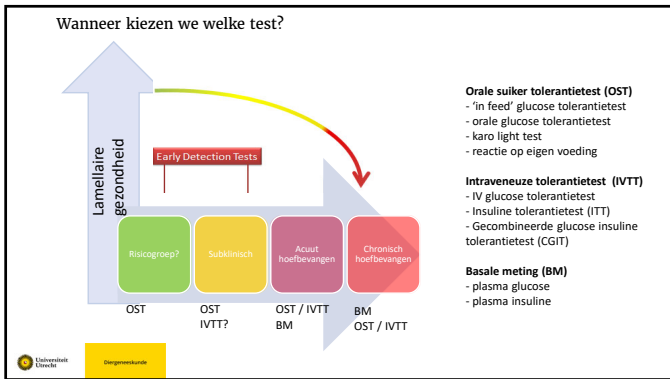 Wanneer kiezen we welke test?
Lamellaire
gezondheid
Early Detection Tests
Risicogroep?
Subklinisch
Acuut
hoefbevangen
Chronisch
hoefbevangen
OST
OST
IVTT?
OST / IVTT
BM
BM
OST / IVTT
Orale suiker tolerantietest (OST)
- ‘in feed’ glucose tolerantietest
- orale glucose tolerantietest
- karo light test
- reactie op eigen voeding
Intraveneuze tolerantietest (IVTT)
- IV glucose tolerantietest
- Insuline tolerantietest (ITT)
- Gecombineerde glucose insuline
tolerantietest (CGIT)
Basale meting (BM)
- plasma glucose
- plasma insuline
Universiteit
Utrecht
Diergeneeskunde